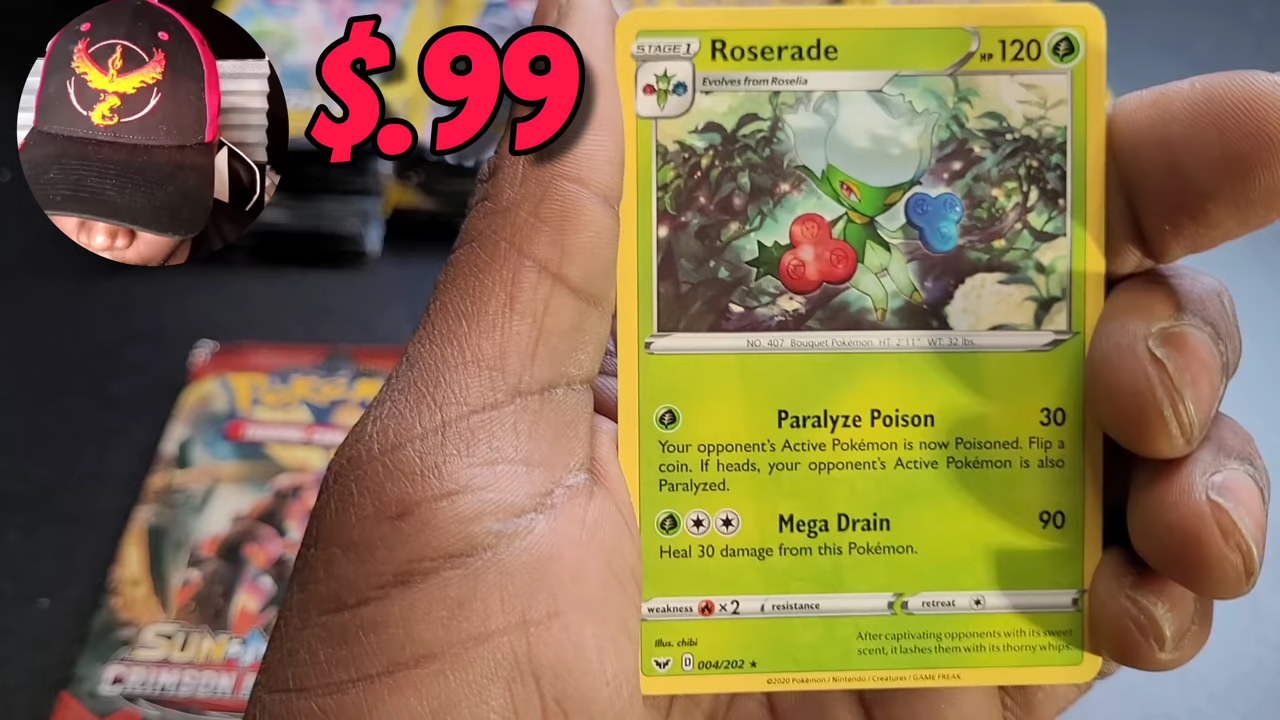 $.99
STAGE 1
Roserade
HP 120
Evolves from Roselia
NO. 407 Bouquet Pokémon HT: 2'11" WT: 32 lbs.
Paralyze Poison 30
Your opponent's Active Pokémon is now Poisoned. Flip a
coin. If heads, your opponent's Active Pokémon is also
Paralyzed.
Mega Drain 90
Heal 30 damage from this Pokémon.
weakness ×2 resistance retreat
Illus. chibi
After captivating opponents with its sweet
scent, it lashes them with its thorny whips.
D 004/202 ★
©2020 Pokémon / Nintendo / Creatures / GAME FREAK
POKÉM
SUN
CRIMSON